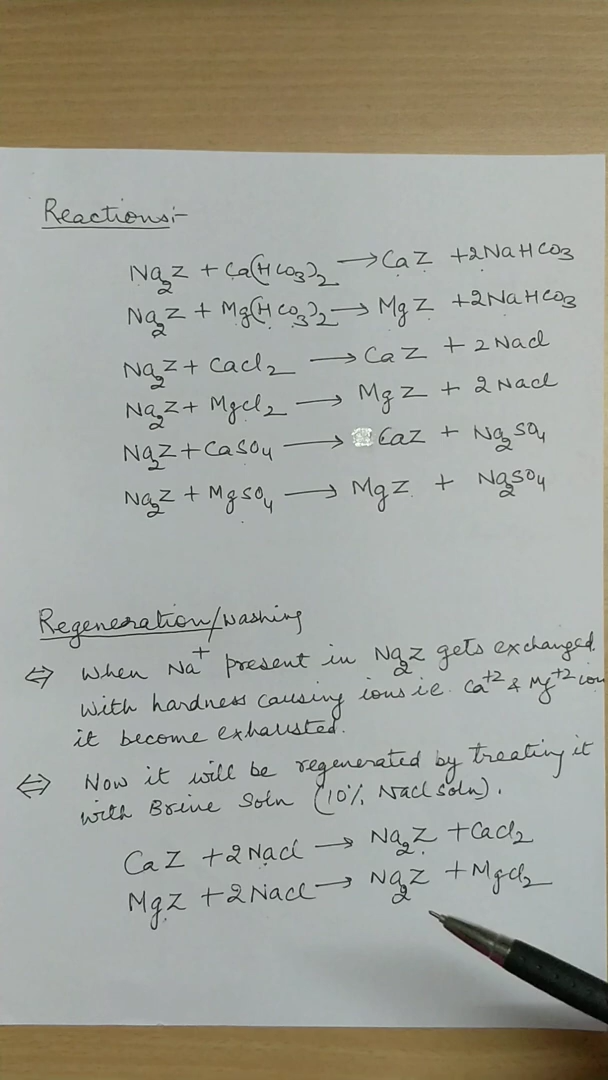 Reactions:-
Na2Z + Ca(HCO3)2 → CaZ + 2NaHCO3
Na2Z + Mg(HCO3)2 → MgZ + 2NaHCO3
Na2Z + CaCl2 → CaZ + 2NaCl
Na2Z + MgCl2 → MgZ + 2NaCl
Na2Z + CaSO4 → CaZ + Na2SO4
Na2Z + MgSO4 → MgZ + Na2SO4
Regeneration/Washing
⇔ When Na+ present in Na2Z gets exchanged
with hardness causing ions i.e. Ca+2 & Mg+2 ion
it become exhausted.
⇔ Now it will be regenerated by treating it
with Brine Soln (10% NaCl soln).
CaZ + 2NaCl → Na2Z + CaCl2
MgZ + 2NaCl → Na2Z + MgCl2